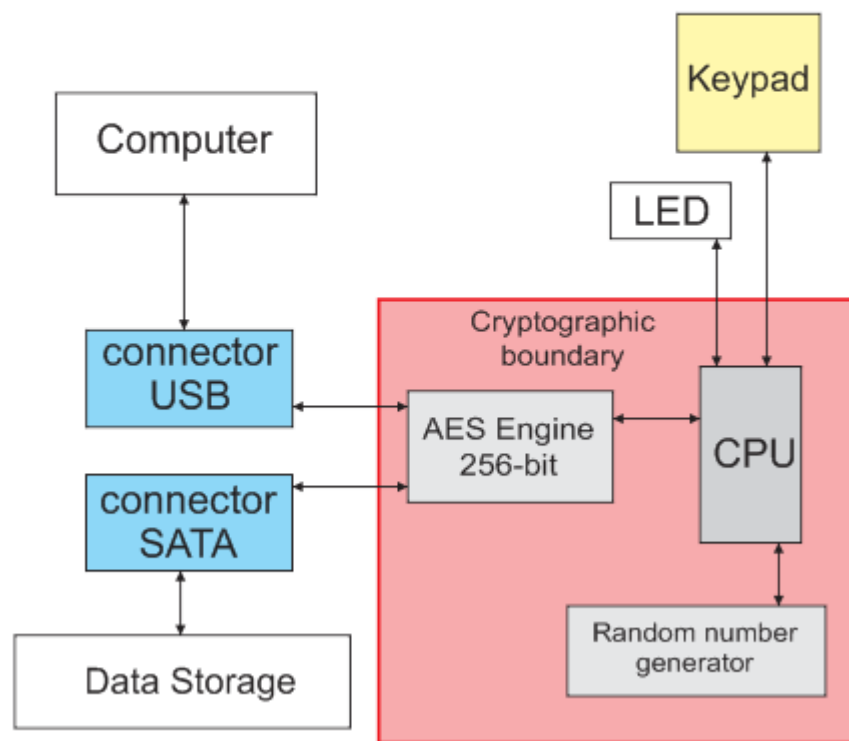 Keypad
Computer
LED
Cryptographic
boundary
connector
USB
AES Engine
256-bit
CPU
connector
SATA
Random number
generator
Data Storage